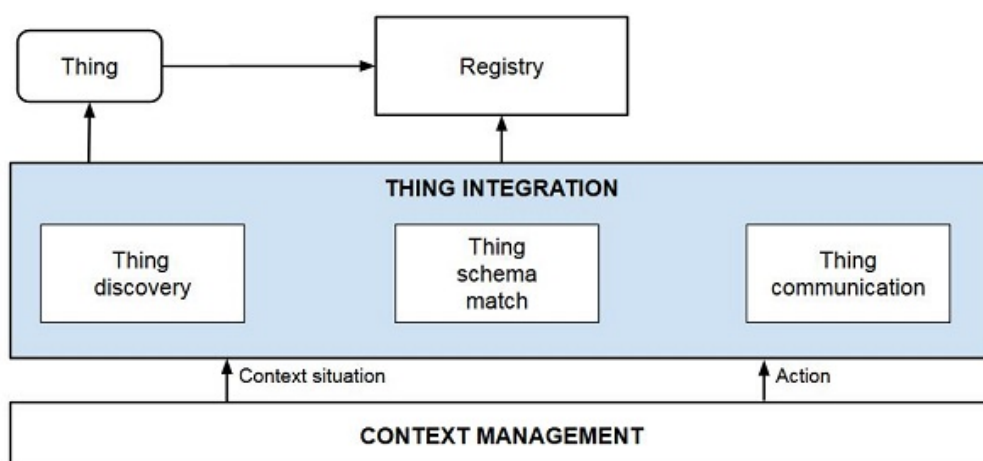 Thing
Registry
THING INTEGRATION
Thing
discovery
Thing
schema
match
Thing
communication
Context situation
Action
CONTEXT MANAGEMENT